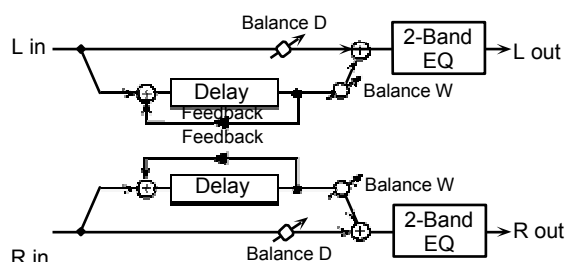 Balance D
L in
2-Band
EQ
L out
Delay
Balance W
Feedback
Feedback
Delay
Balance W
2-Band
EQ
R out
R in
Balance D